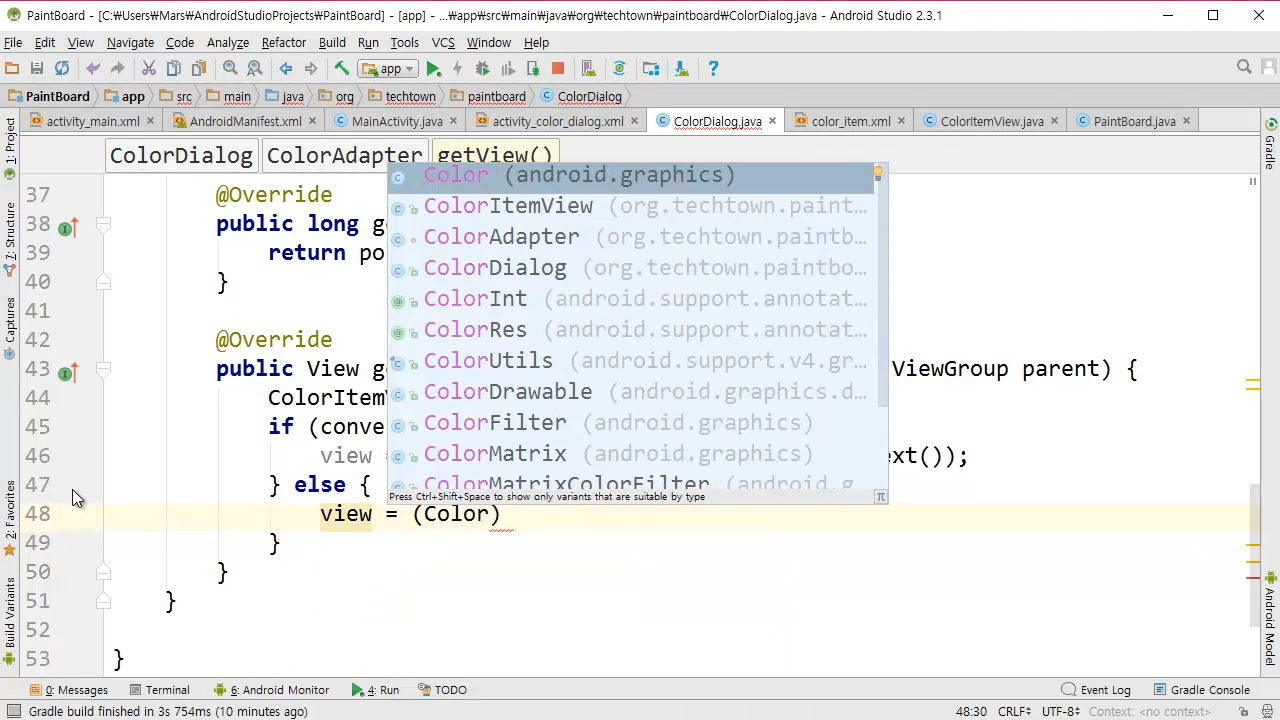 PaintBoard - [C:₩Users₩Mars₩AndroidStudioProjects₩PaintBoard] - [app] - ...₩app₩src₩main₩java₩org₩techtown₩paintboard₩ColorDialog.java - Android Studio 2.3.1
File Edit View Navigate Code Analyze Refactor Build Run Tools VCS Window Help
app
PaintBoard app src main java org techtown paintboard ColorDialog
activity_main.xml AndroidManifest.xml MainActivity.java activity_color_dialog.xml ColorDialog.java color_item.xml ColorItemView.java PaintBoard.java
ColorDialog ColorAdapter getView()
Color (android.graphics)
ColorItemView (org.techtown.paint...
ColorAdapter (org.techtown.paintb...
ColorDialog (org.techtown.paintbo...
ColorInt (android.support.annotat...
ColorRes (android.support.annotat...
ColorUtils (android.support.v4.gr...
ColorDrawable (android.graphics.d...
ColorFilter (android.graphics)
ColorMatrix (android.graphics)
ColorMatrixColorFilter (android.g...
Press Ctrl+Shift+Space to show only variants that are suitable by type π
37 @Override
38 public long g
39 return po
40 }
41
42 @Override
43 public View g ViewGroup parent) {
44 ColorItem
45 if (conve
46 view = ext());
47 } else {
48 view = (Color)
49 }
50 }
51 }
52
53 }
1: Project
7: Structure
Captures
2: Favorites
Build Variants
Gradle
Android Model
0: Messages Terminal 6: Android Monitor 4: Run TODO Event Log Gradle Console
Gradle build finished in 3s 754ms (10 minutes ago) 48:30 CRLF UTF-8 Context: <no context>